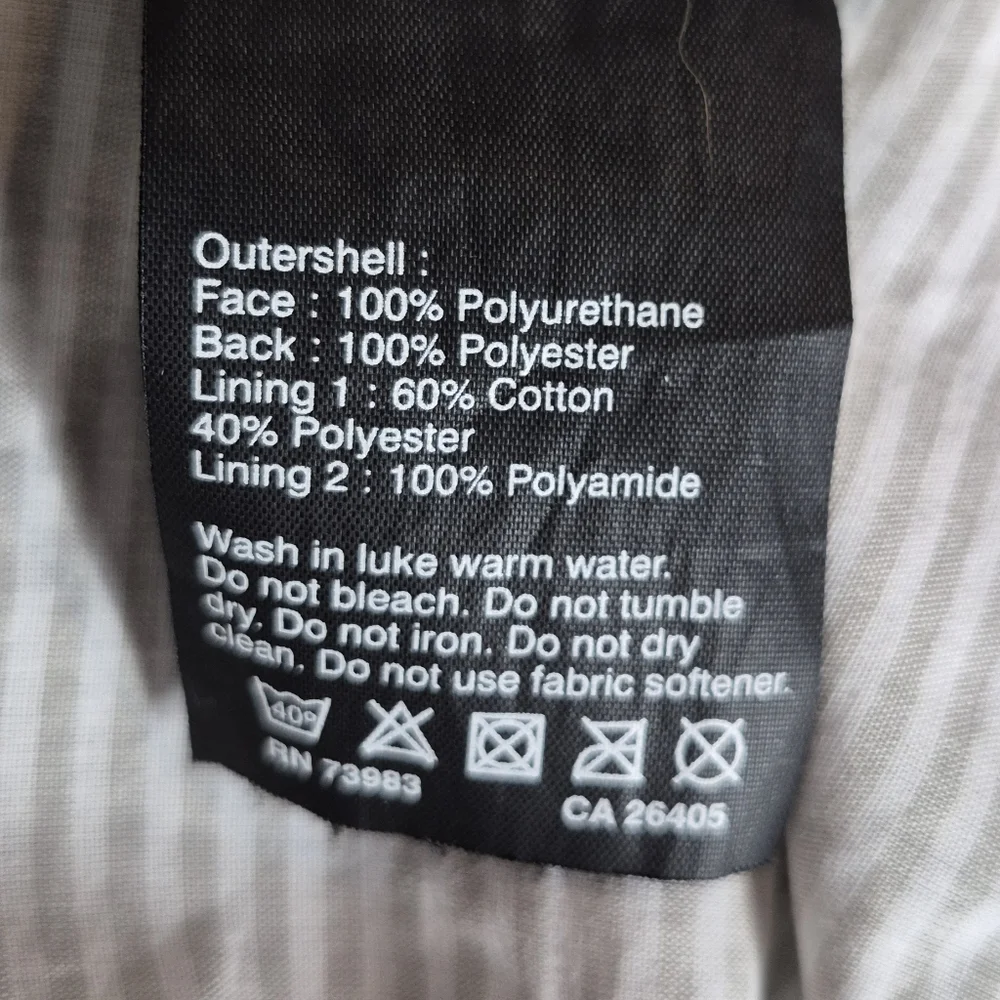 Outershell :
Face : 100% Polyurethane
Back : 100% Polyester
Lining 1 : 60% Cotton
40% Polyester
Lining 2 : 100% Polyamide
Wash in luke warm water.
Do not bleach. Do not tumble
dry. Do not iron. Do not dry
clean. Do not use fabric softener.
40°
RN 73983
CA 26405